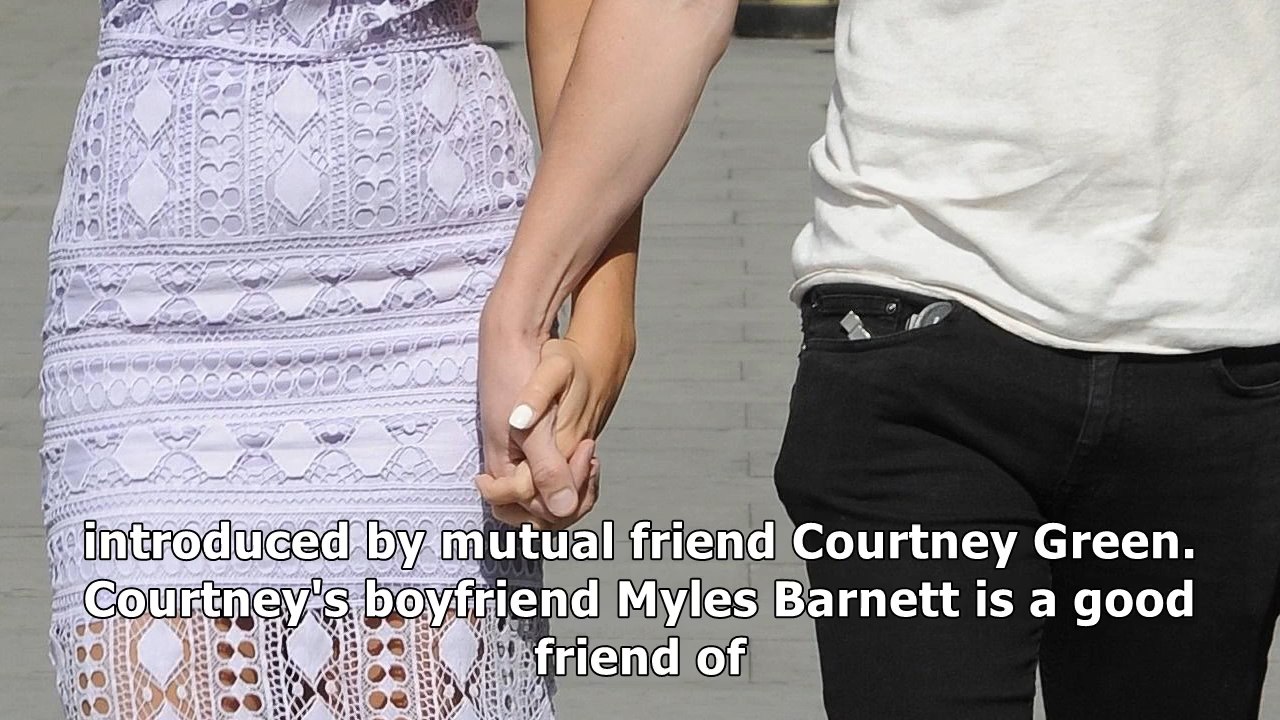 introduced by mutual friend Courtney Green.
Courtney's boyfriend Myles Barnett is a good
friend of